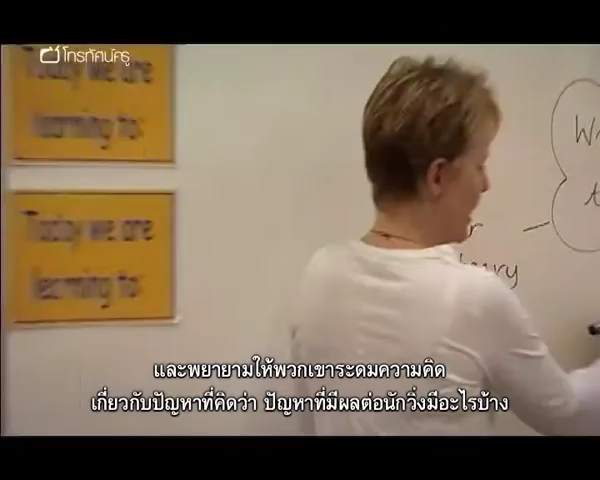 โทรทัศน์ครู
Today we are
learning to:
Today we are
learning to:
และพยายามให้พวกเขาระดมความคิด
เกี่ยวกับปัญหาที่คิดว่า ปัญหาที่มีผลต่อนักวิ่งมีอะไรบ้าง